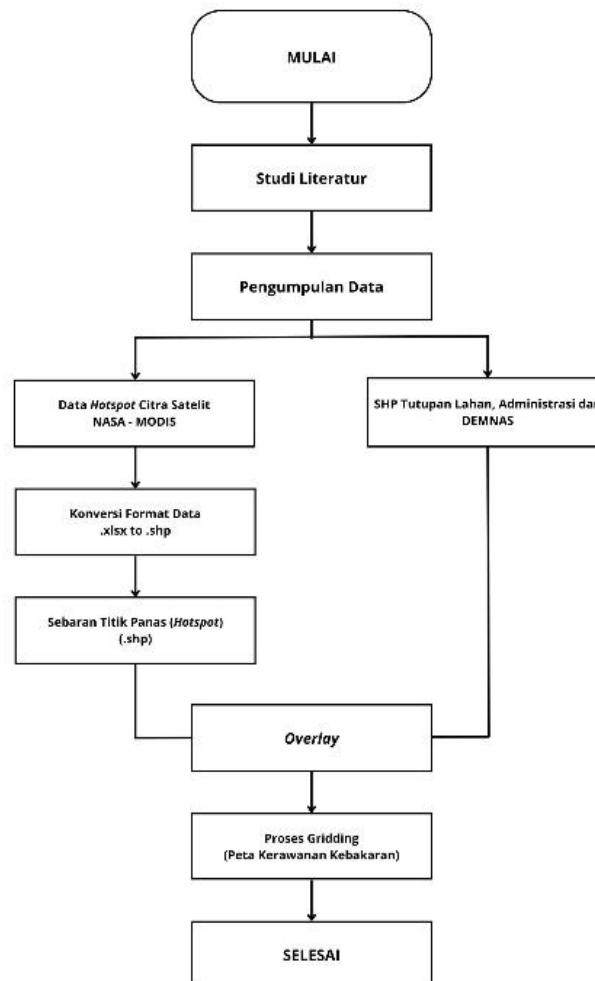 MULAI
Studi Literatur
Pengumpulan Data
Data Hotspot Citra Satelit
NASA - MODIS
SHP Tutupan Lahan, Administrasi dan
DEMNAS
Konversi Format Data
.xlsx to .shp
Sebaran Titik Panas (Hotspot)
(.shp)
Overlay
Proses Gridding
(Peta Kerawanan Kebakaran)
SELESAI